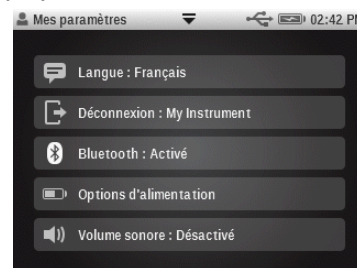 Mes paramètres 02:42 PM
Langue : Français
Déconnexion : My Instrument
Bluetooth : Activé
Options d'alimentation
Volume sonore : Désactivé